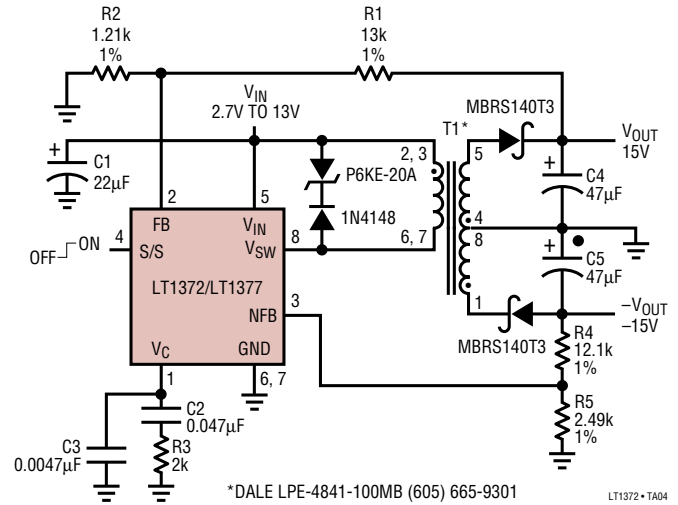 R2
1.21k
1%
R1
13k
1%
VIN
2.7V TO 13V
MBRS140T3
T1*
VOUT
15V
+
C1
22µF
2, 3
P6KE-20A
5
+
C4
47µF
2
5
1N4148
4
FB
VIN
8
6, 7
8
+
C5
47µF
OFF
ON
4
S/S
VSW
LT1372/LT1377
3
NFB
1
–VOUT
–15V
MBRS140T3
R4
12.1k
1%
VC
GND
1
6, 7
C2
0.047µF
R5
2.49k
1%
C3
0.0047µF
R3
2k
*DALE LPE-4841-100MB (605) 665-9301
LT1372 • TA04